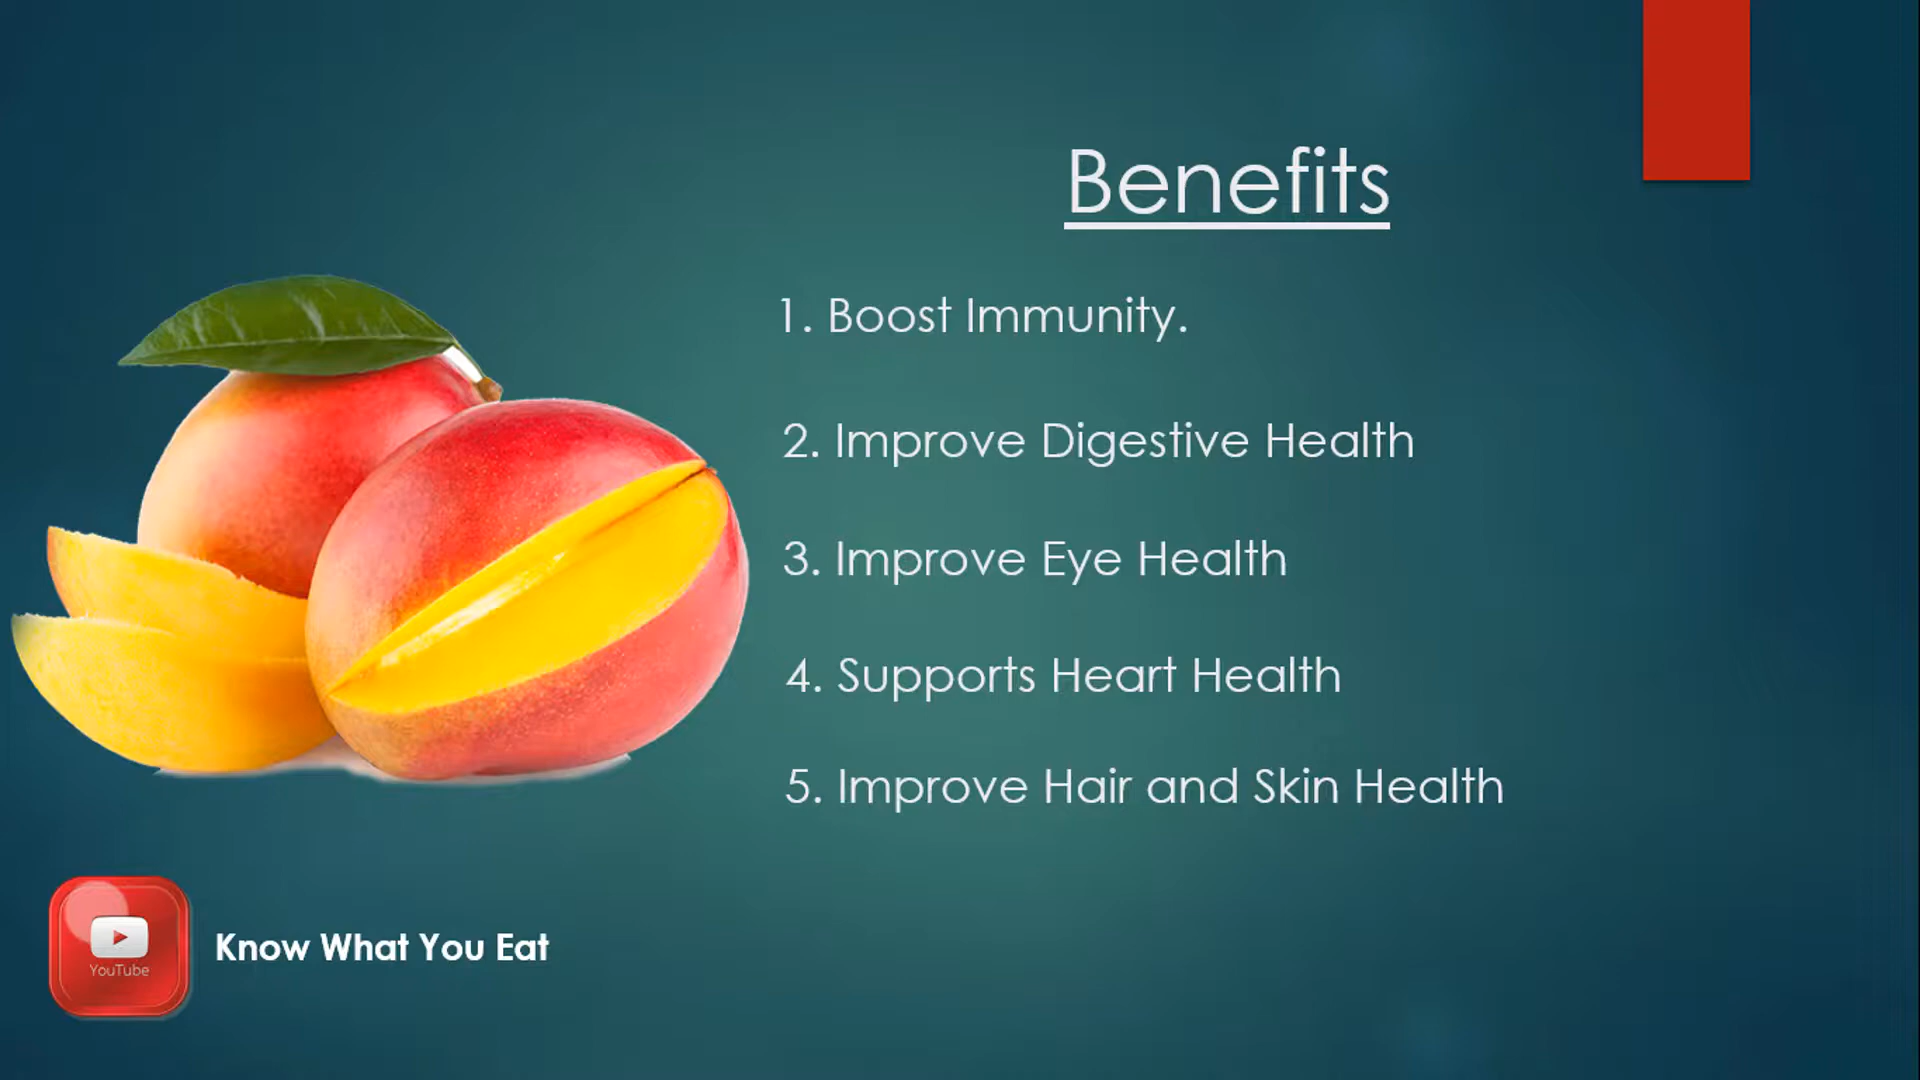 Benefits
1. Boost Immunity.
2. Improve Digestive Health
3. Improve Eye Health
4. Supports Heart Health
5. Improve Hair and Skin Health
YouTube
Know What You Eat